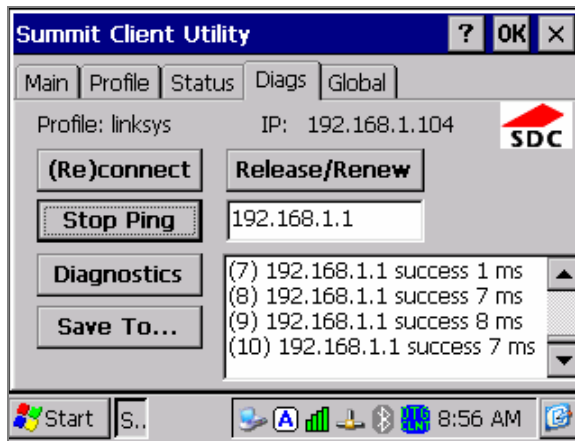 Summit Client Utility ? OK ×
Main Profile Status Diags Global
Profile: linksys IP: 192.168.1.104
SDC
(Re)connect Release/Renew
Stop Ping 192.168.1.1
Diagnostics
Save To...
(7) 192.168.1.1 success 1 ms
(8) 192.168.1.1 success 7 ms
(9) 192.168.1.1 success 8 ms
(10) 192.168.1.1 success 7 ms
Start S.. A 8:56 AM